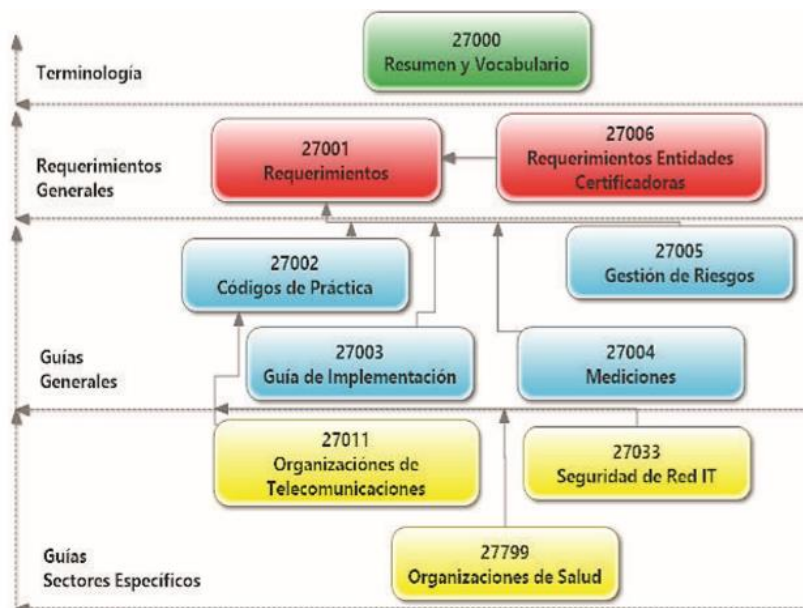 27000
Resumen y Vocabulario
Terminología
27001
Requerimientos
27006
Requerimientos Entidades
Certificadoras
Requerimientos
Generales
27002
Códigos de Práctica
27005
Gestión de Riesgos
27003
Guía de Implementación
27004
Mediciones
Guías
Generales
27011
Organizaciónes de
Telecomunicaciones
27033
Seguridad de Red IT
27799
Organizaciones de Salud
Guías
Sectores Específicos